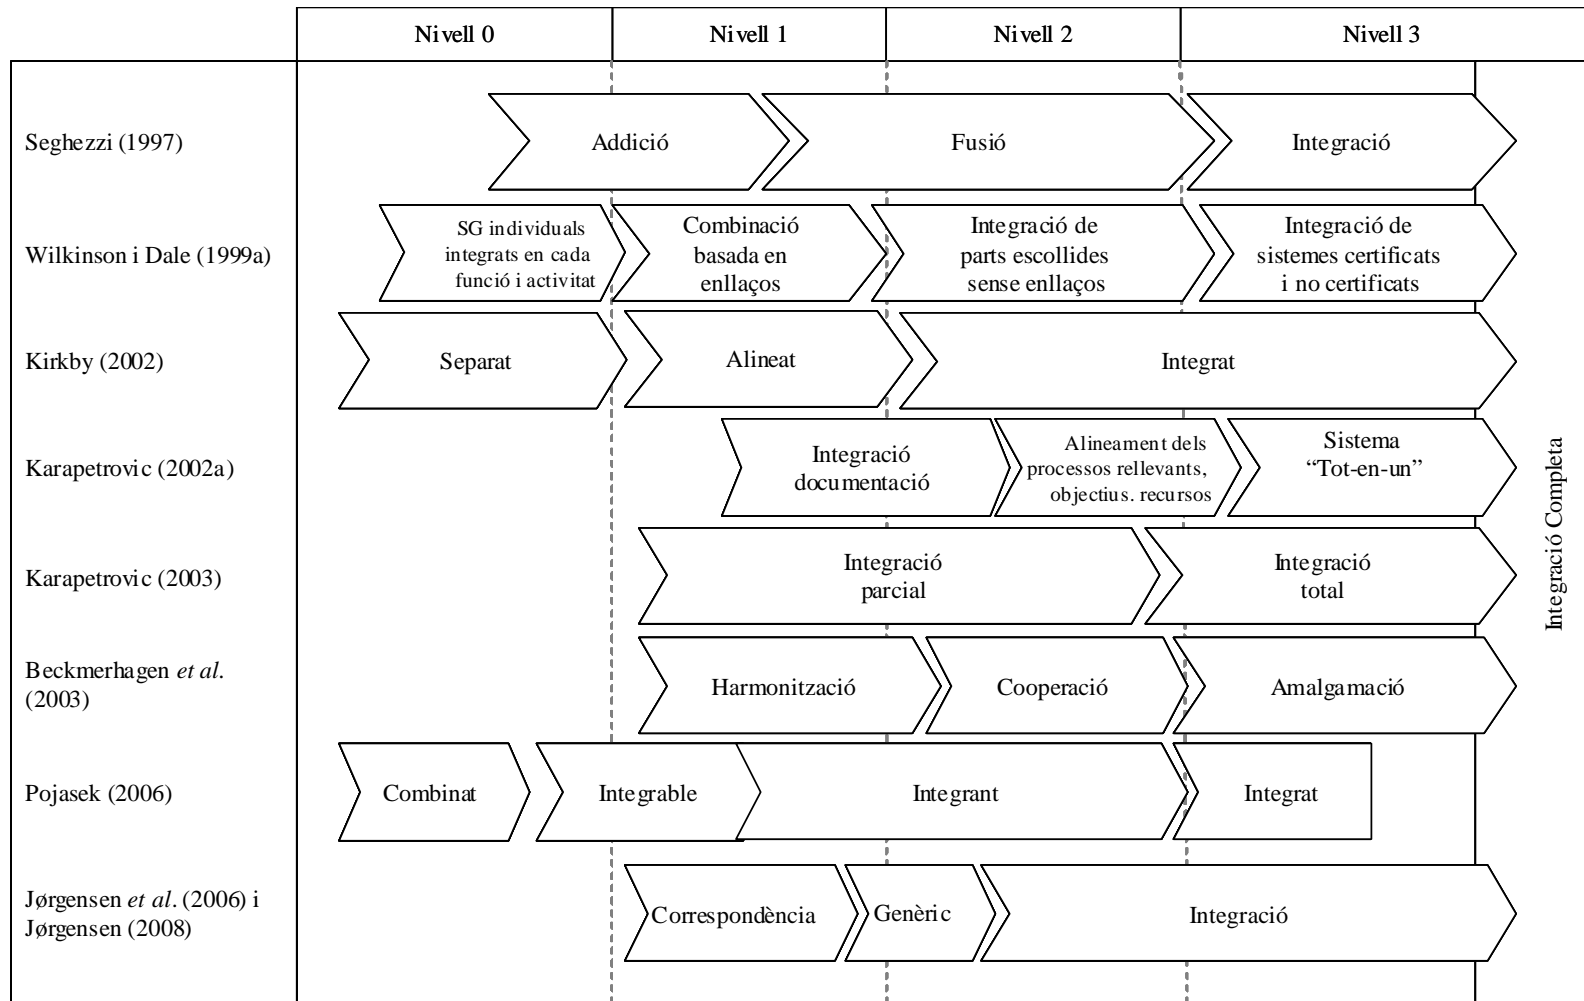 Nivell 0
Nivell 1
Nivell 2
Nivell 3
Seghezzi (1997)
Addició
Fusió
Integració
Wilkinson i Dale (1999a)
SG individuals
integrats en cada
funció i activitat
Combinació
basada en
enllaços
Integració de
parts escollides
sense enllaços
Integració de
sistemes certificats
i no certificats
Kirkby (2002)
Separat
Alineat
Integrat
Karapetrovic (2002a)
Integració
documentació
Alineament dels
processos rellevants,
objectius. recursos
Sistema
“Tot-en-un”
Karapetrovic (2003)
Integració
parcial
Integració
total
Beckmerhagen et al.
(2003)
Harmonització
Cooperació
Amalgamació
Pojasek (2006)
Combinat
Integrable
Integrant
Integrat
Jørgensen et al. (2006) i
Jørgensen (2008)
Correspondència
Genèric
Integració
Integració Completa